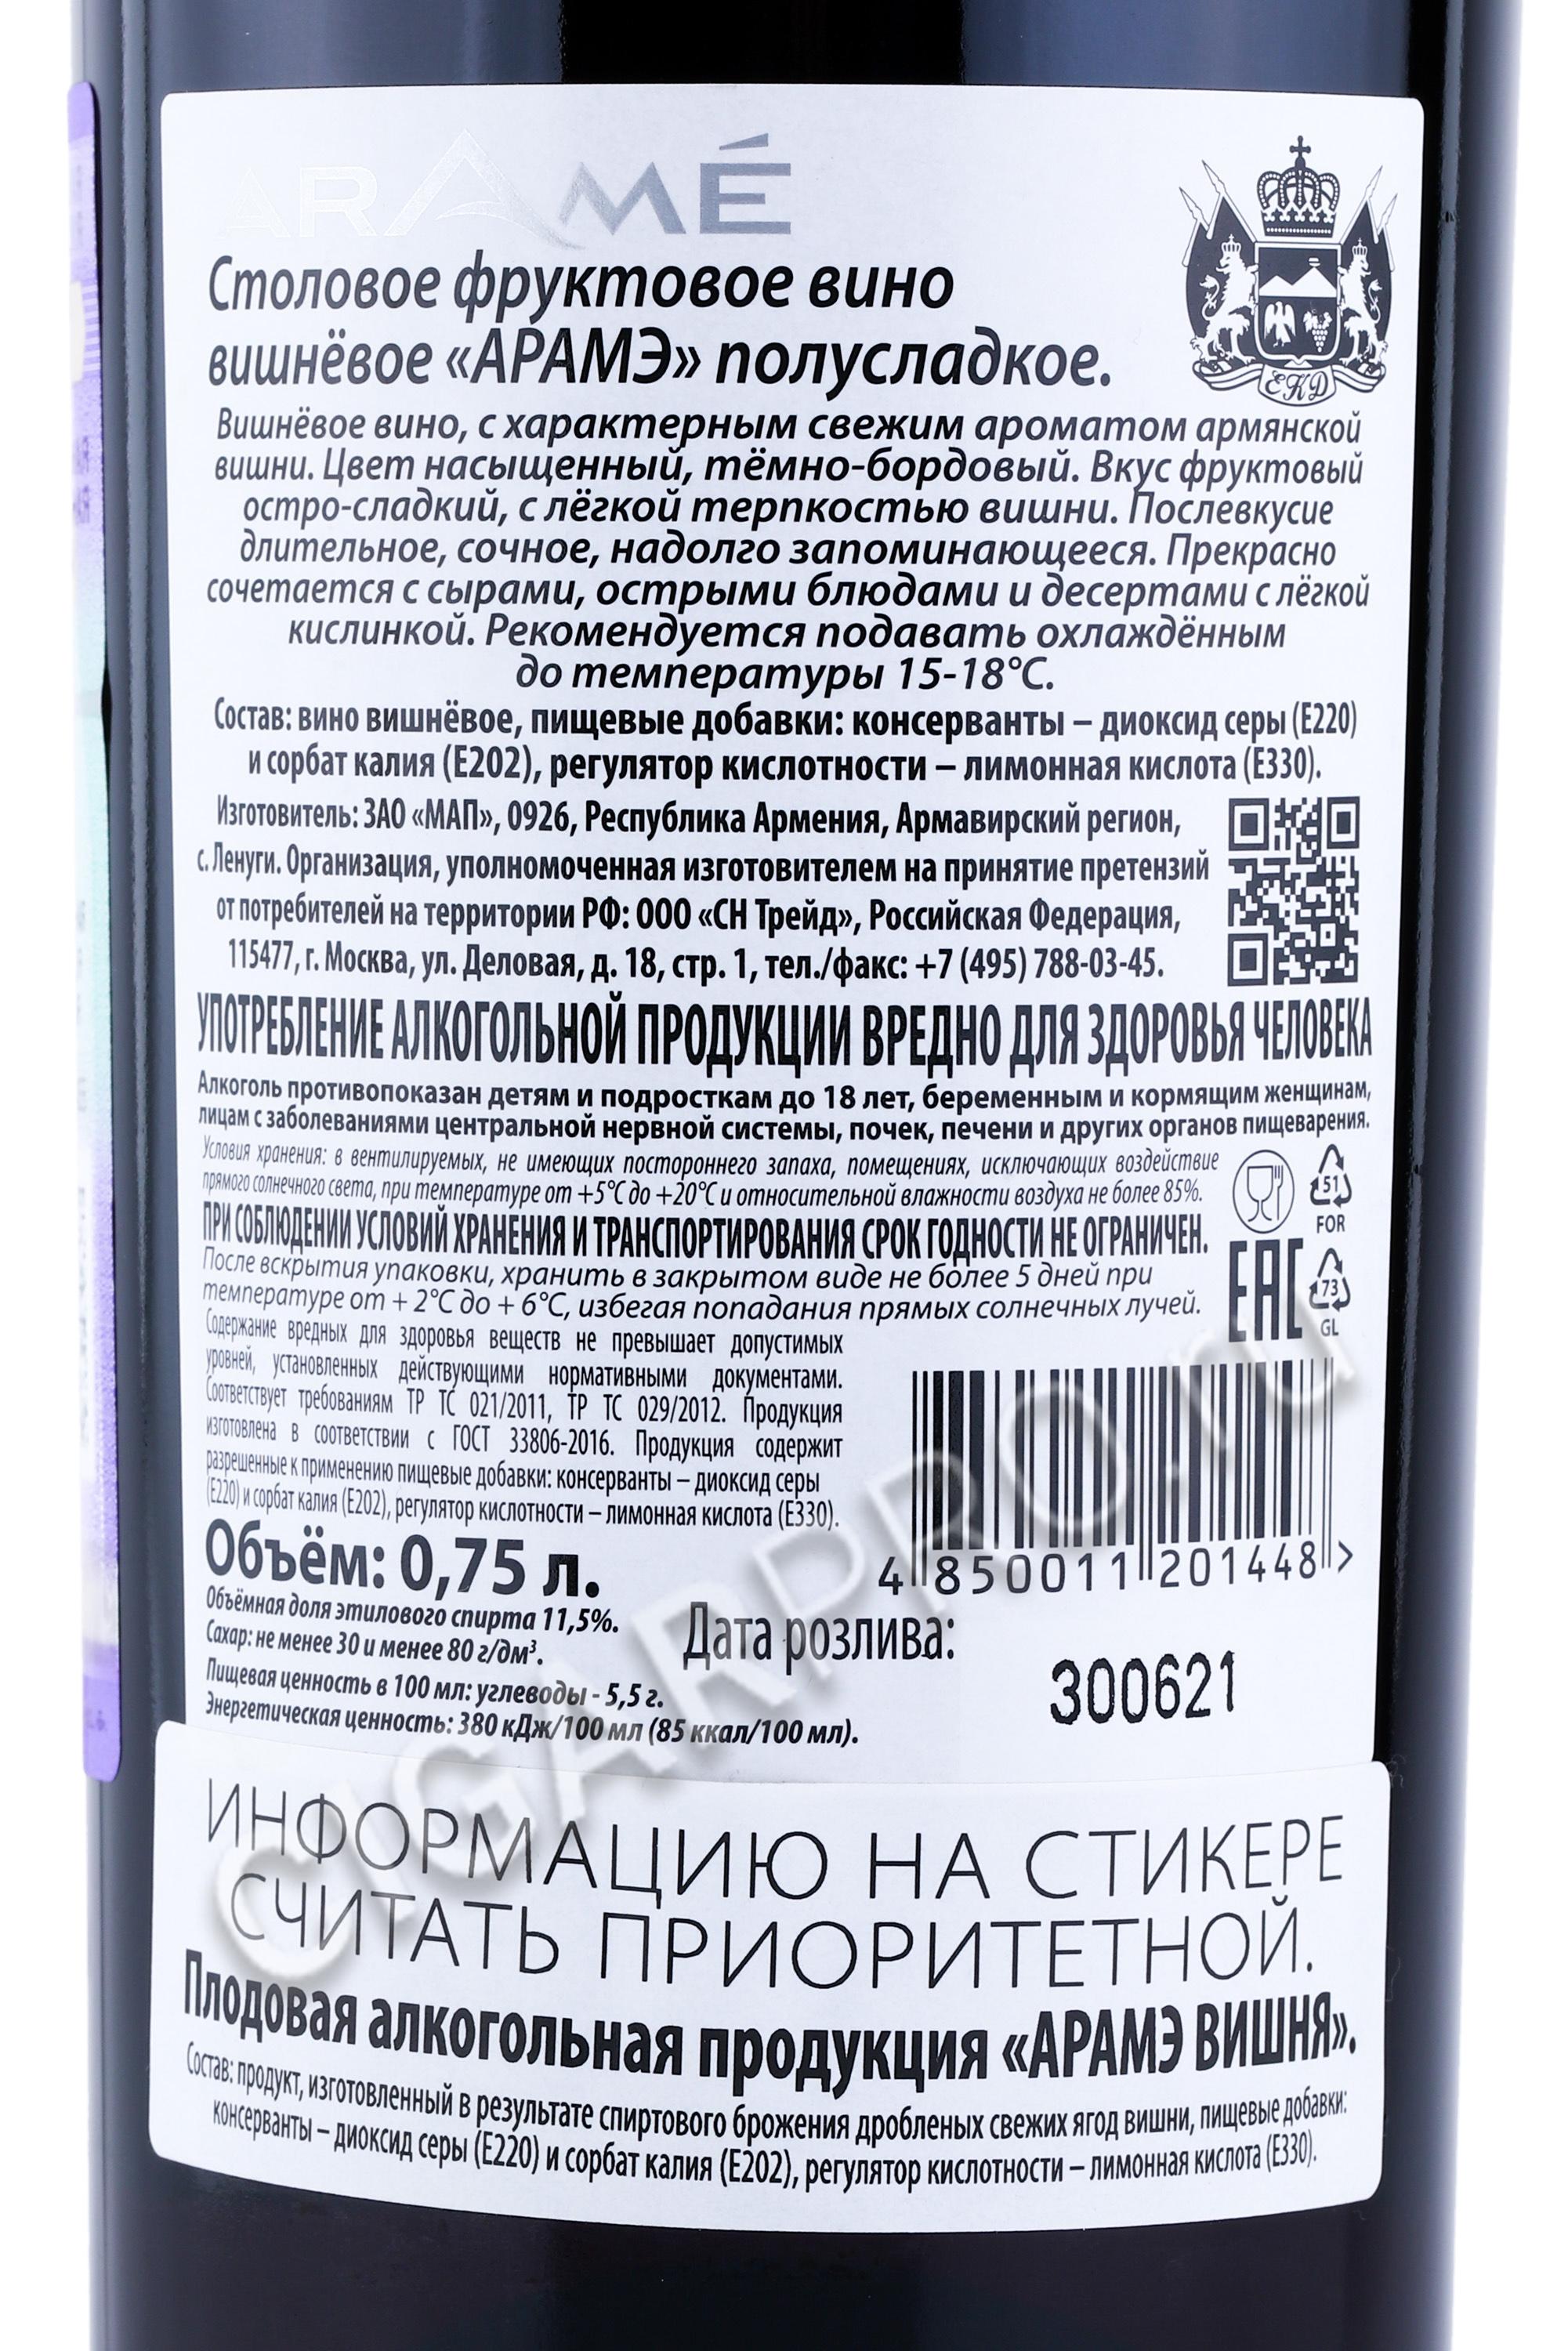 ARAMÉ
Столовое фруктовое вино
вишнёвое «АРАМЭ» полусладкое.
ЕКД
Вишнёвое вино, с характерным свежим ароматом армянской
вишни. Цвет насыщенный, тёмно-бордовый. Вкус фруктовый
остро-сладкий, с лёгкой терпкостью вишни. Послевкусие
длительное, сочное, надолго запоминающееся. Прекрасно
сочетается с сырами, острыми блюдами и десертами с лёгкой
кислинкой. Рекомендуется подавать охлаждённым
до температуры 15-18°С.
Состав: вино вишнёвое, пищевые добавки: консерванты – диоксид серы (Е220)
и сорбат калия (Е202), регулятор кислотности – лимонная кислота (Е330).
Изготовитель: ЗАО «МАП», 0926, Республика Армения, Армавирский регион,
с. Ленуги. Организация, уполномоченная изготовителем на принятие претензий
от потребителей на территории РФ: ООО «СН Трейд», Российская Федерация,
115477, г. Москва, ул. Деловая, д. 18, стр. 1, тел./факс: +7 (495) 788-03-45.
УПОТРЕБЛЕНИЕ АЛКОГОЛЬНОЙ ПРОДУКЦИИ ВРЕДНО ДЛЯ ЗДОРОВЬЯ ЧЕЛОВЕКА
Алкоголь противопоказан детям и подросткам до 18 лет, беременным и кормящим женщинам,
лицам с заболеваниями центральной нервной системы, почек, печени и других органов пищеварения.
Условия хранения: в вентилируемых, не имеющих постороннего запаха, помещениях, исключающих воздействие
прямого солнечного света, при температуре от +5°С до +20°С и относительной влажности воздуха не более 85%.
ПРИ СОБЛЮДЕНИИ УСЛОВИЙ ХРАНЕНИЯ И ТРАНСПОРТИРОВАНИЯ СРОК ГОДНОСТИ НЕ ОГРАНИЧЕН.
После вскрытия упаковки, хранить в закрытом виде не более 5 дней при
температуре от + 2°С до + 6°С, избегая попадания прямых солнечных лучей.
51
FOR
EAC
73
GL
Содержание вредных для здоровья веществ не превышает допустимых
уровней, установленных действующими нормативными документами.
Соответствует требованиям ТР ТС 021/2011, ТР ТС 029/2012. Продукция
изготовлена в соответствии с ГОСТ 33806-2016. Продукция содержит
разрешенные к применению пищевые добавки: консерванты – диоксид серы
(Е220) и сорбат калия (Е202), регулятор кислотности – лимонная кислота (Е330).
4 850011 201448 >
Объём: 0,75 л.
Объёмная доля этилового спирта 11,5%.
Сахар: не менее 30 и менее 80 г/дм³.
Пищевая ценность в 100 мл: углеводы - 5,5 г.
Энергетическая ценность: 380 кДж/100 мл (85 ккал/100 мл).
Дата розлива:
300621
ИНФОРМАЦИЮ НА СТИКЕРЕ
СЧИТАТЬ ПРИОРИТЕТНОЙ.
Плодовая алкогольная продукция «АРАМЭ ВИШНЯ».
Состав: продукт, изготовленный в результате спиртового брожения дробленых свежих ягод вишни, пищевые добавки:
консерванты – диоксид серы (Е220) и сорбат калия (Е202), регулятор кислотности – лимонная кислота (Е330).
CIGARPRO.ru